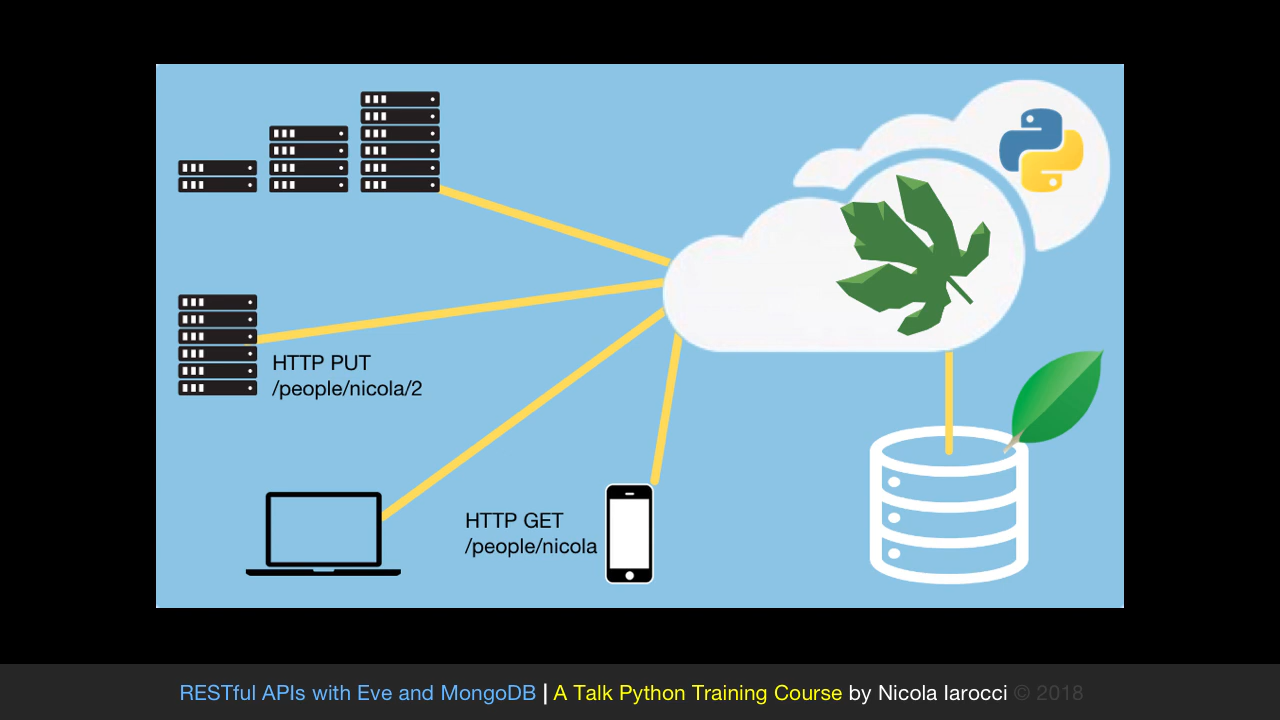 HTTP PUT
/people/nicola/2
HTTP GET
/people/nicola
RESTful APIs with Eve and MongoDB | A Talk Python Training Course by Nicola Iarocci © 2018